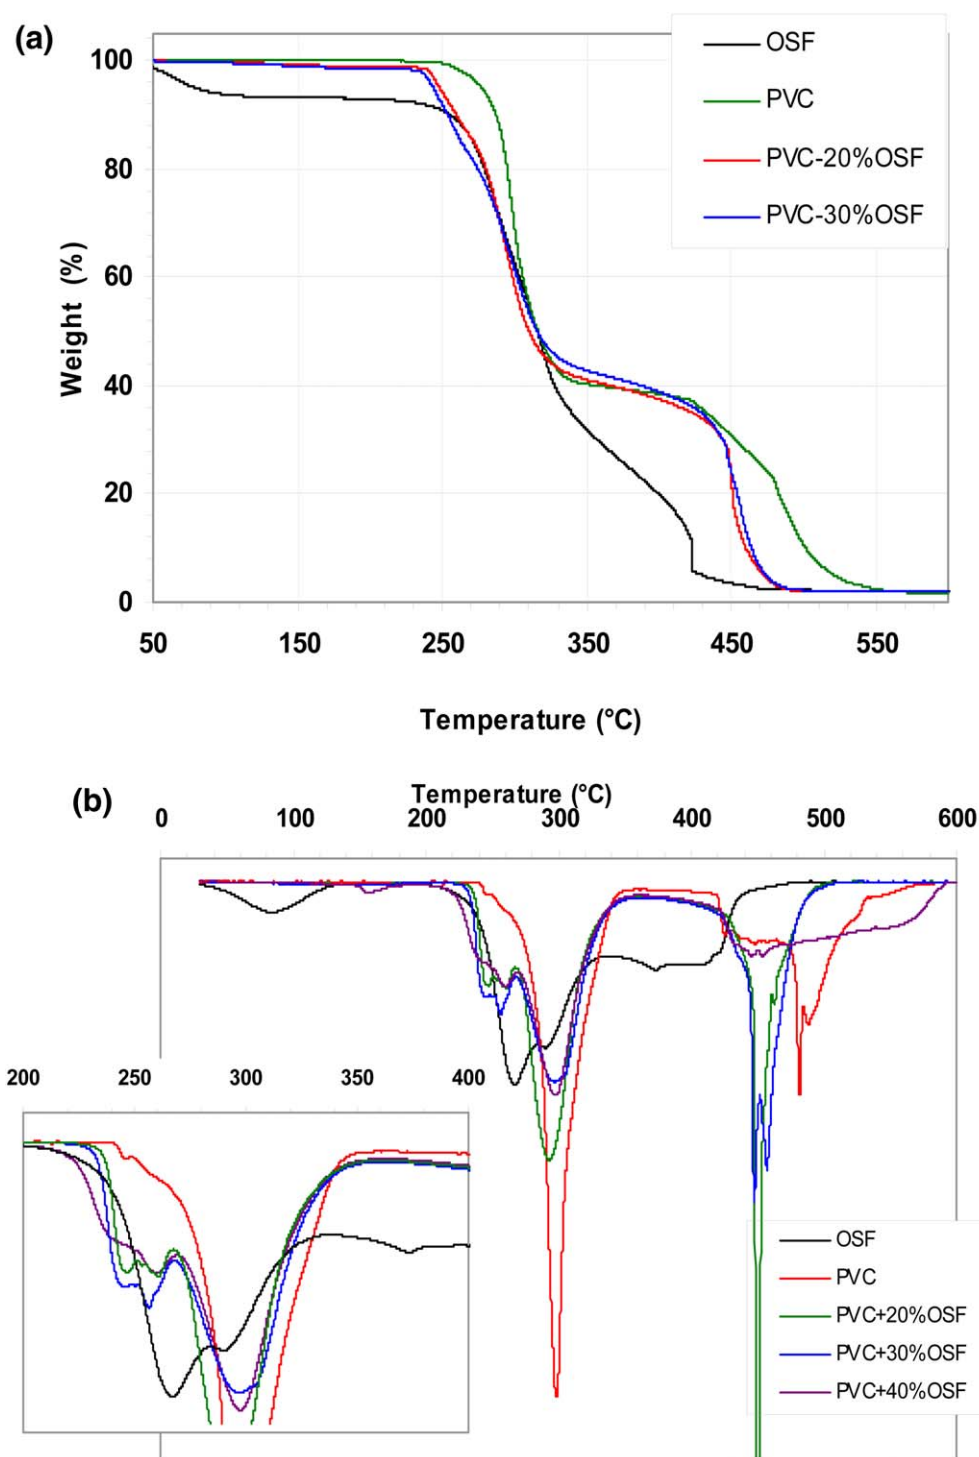 (a)
100
80
60
40
20
0
Weight (%)
50 150 250 350 450 550
Temperature (°C)
OSF
PVC
PVC-20%OSF
PVC-30%OSF
(b)
Temperature (°C)
0 100 200 300 400 500 600
200 250 300 350 400
OSF
PVC
PVC+20%OSF
PVC+30%OSF
PVC+40%OSF